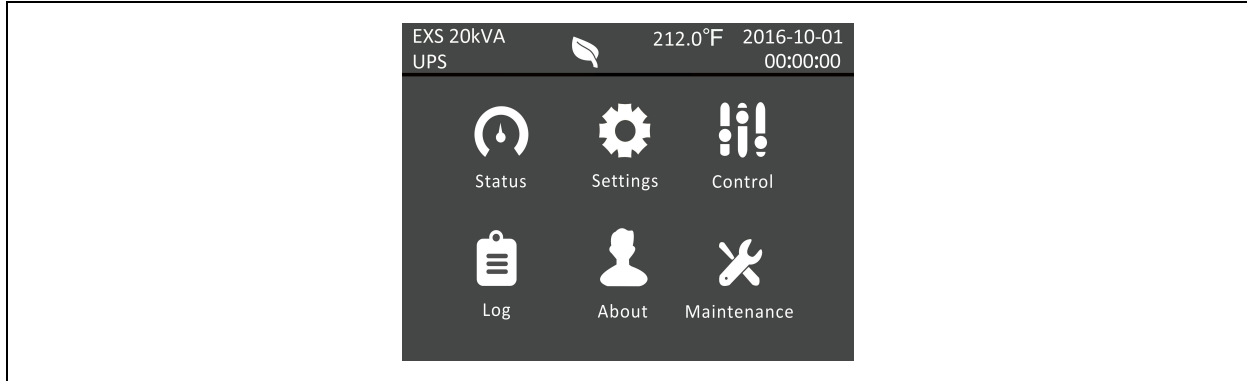 EXS 20kVA 212.0°F 2016-10-01
UPS 00:00:00
Status Settings Control
Log About Maintenance